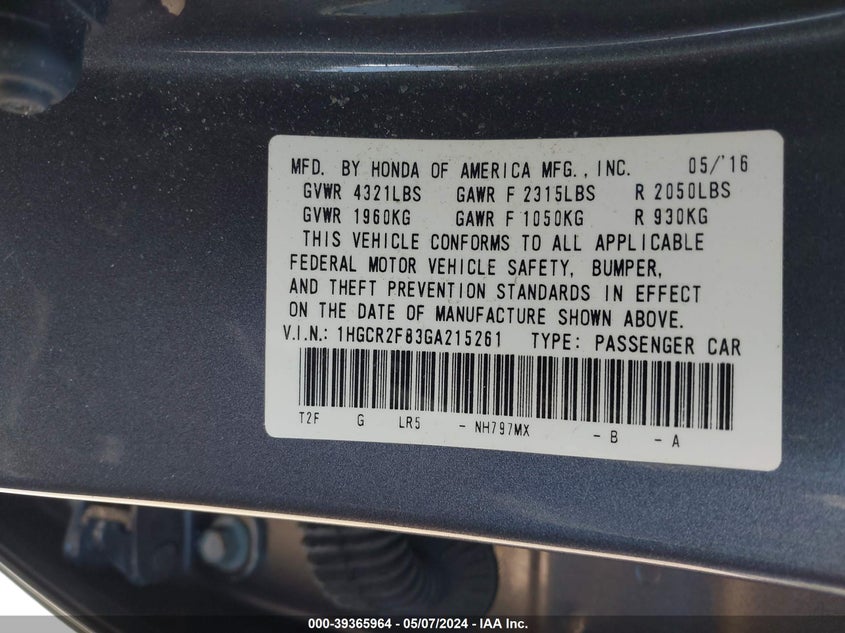 MFD. BY HONDA OF AMERICA MFG., INC. 05/'16
GVWR 4321LBS GAWR F 2315LBS R 2050LBS
GVWR 1960KG GAWR F 1050KG R 930KG
THIS VEHICLE CONFORMS TO ALL APPLICABLE
FEDERAL MOTOR VEHICLE SAFETY, BUMPER,
AND THEFT PREVENTION STANDARDS IN EFFECT
ON THE DATE OF MANUFACTURE SHOWN ABOVE.
V.I.N.: 1HGCR2F83GA215261 TYPE: PASSENGER CAR
T2F G LR5 - NH797MX - B - A
000-39365964 - 05/07/2024 - IAA Inc.